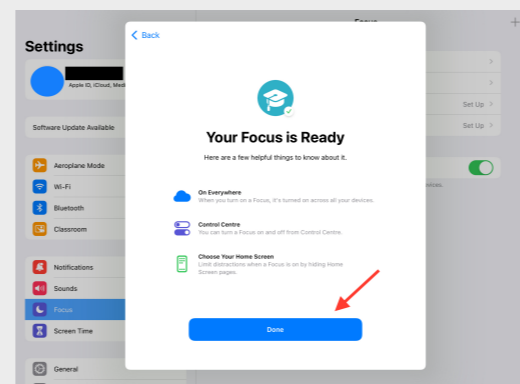 Focus
Settings
Back
Apple ID, iCloud, Med
Software Update Available
Aeroplane Mode
Wi-Fi
Bluetooth
Classroom
Notifications
Sounds
Focus
Screen Time
General
Your Focus is Ready
Here are a few helpful things to know about it.
On Everywhere
When you turn on a Focus, it's turned on across all your devices.
Control Centre
You can turn a Focus on and off from Control Centre.
Choose Your Home Screen
Limit distractions when a Focus is on by hiding Home
Screen pages.
Done
Set Up
Set Up
evices.